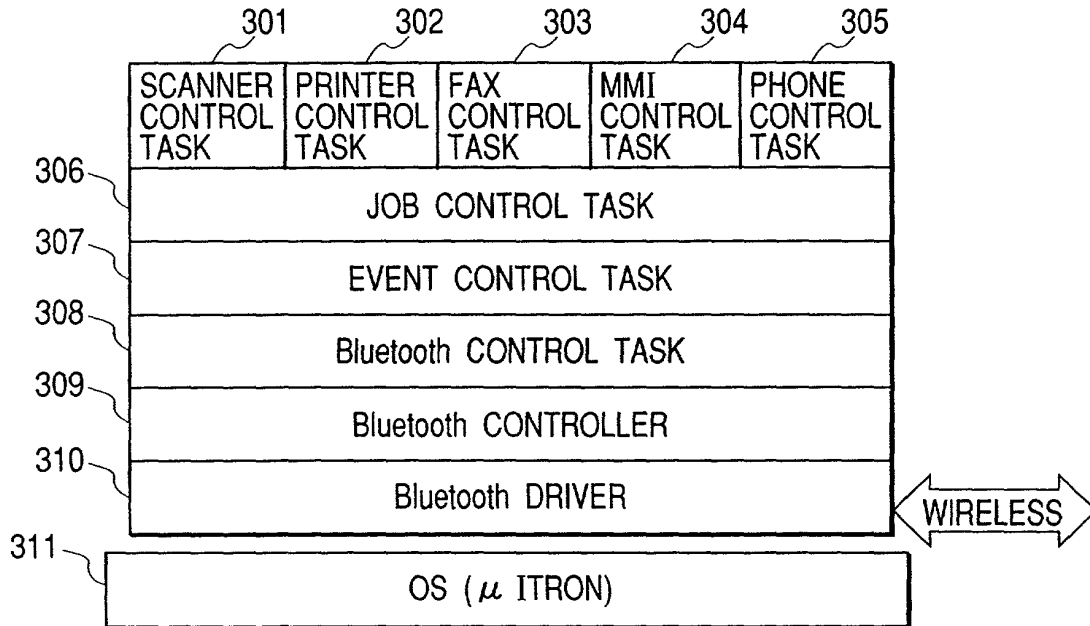 301 302 303 304 305
SCANNER CONTROL TASK
PRINTER CONTROL TASK
FAX CONTROL TASK
MMI CONTROL TASK
PHONE CONTROL TASK
306
JOB CONTROL TASK
307
EVENT CONTROL TASK
308
Bluetooth CONTROL TASK
309
Bluetooth CONTROLLER
310
Bluetooth DRIVER
WIRELESS
311
OS (μ ITRON)